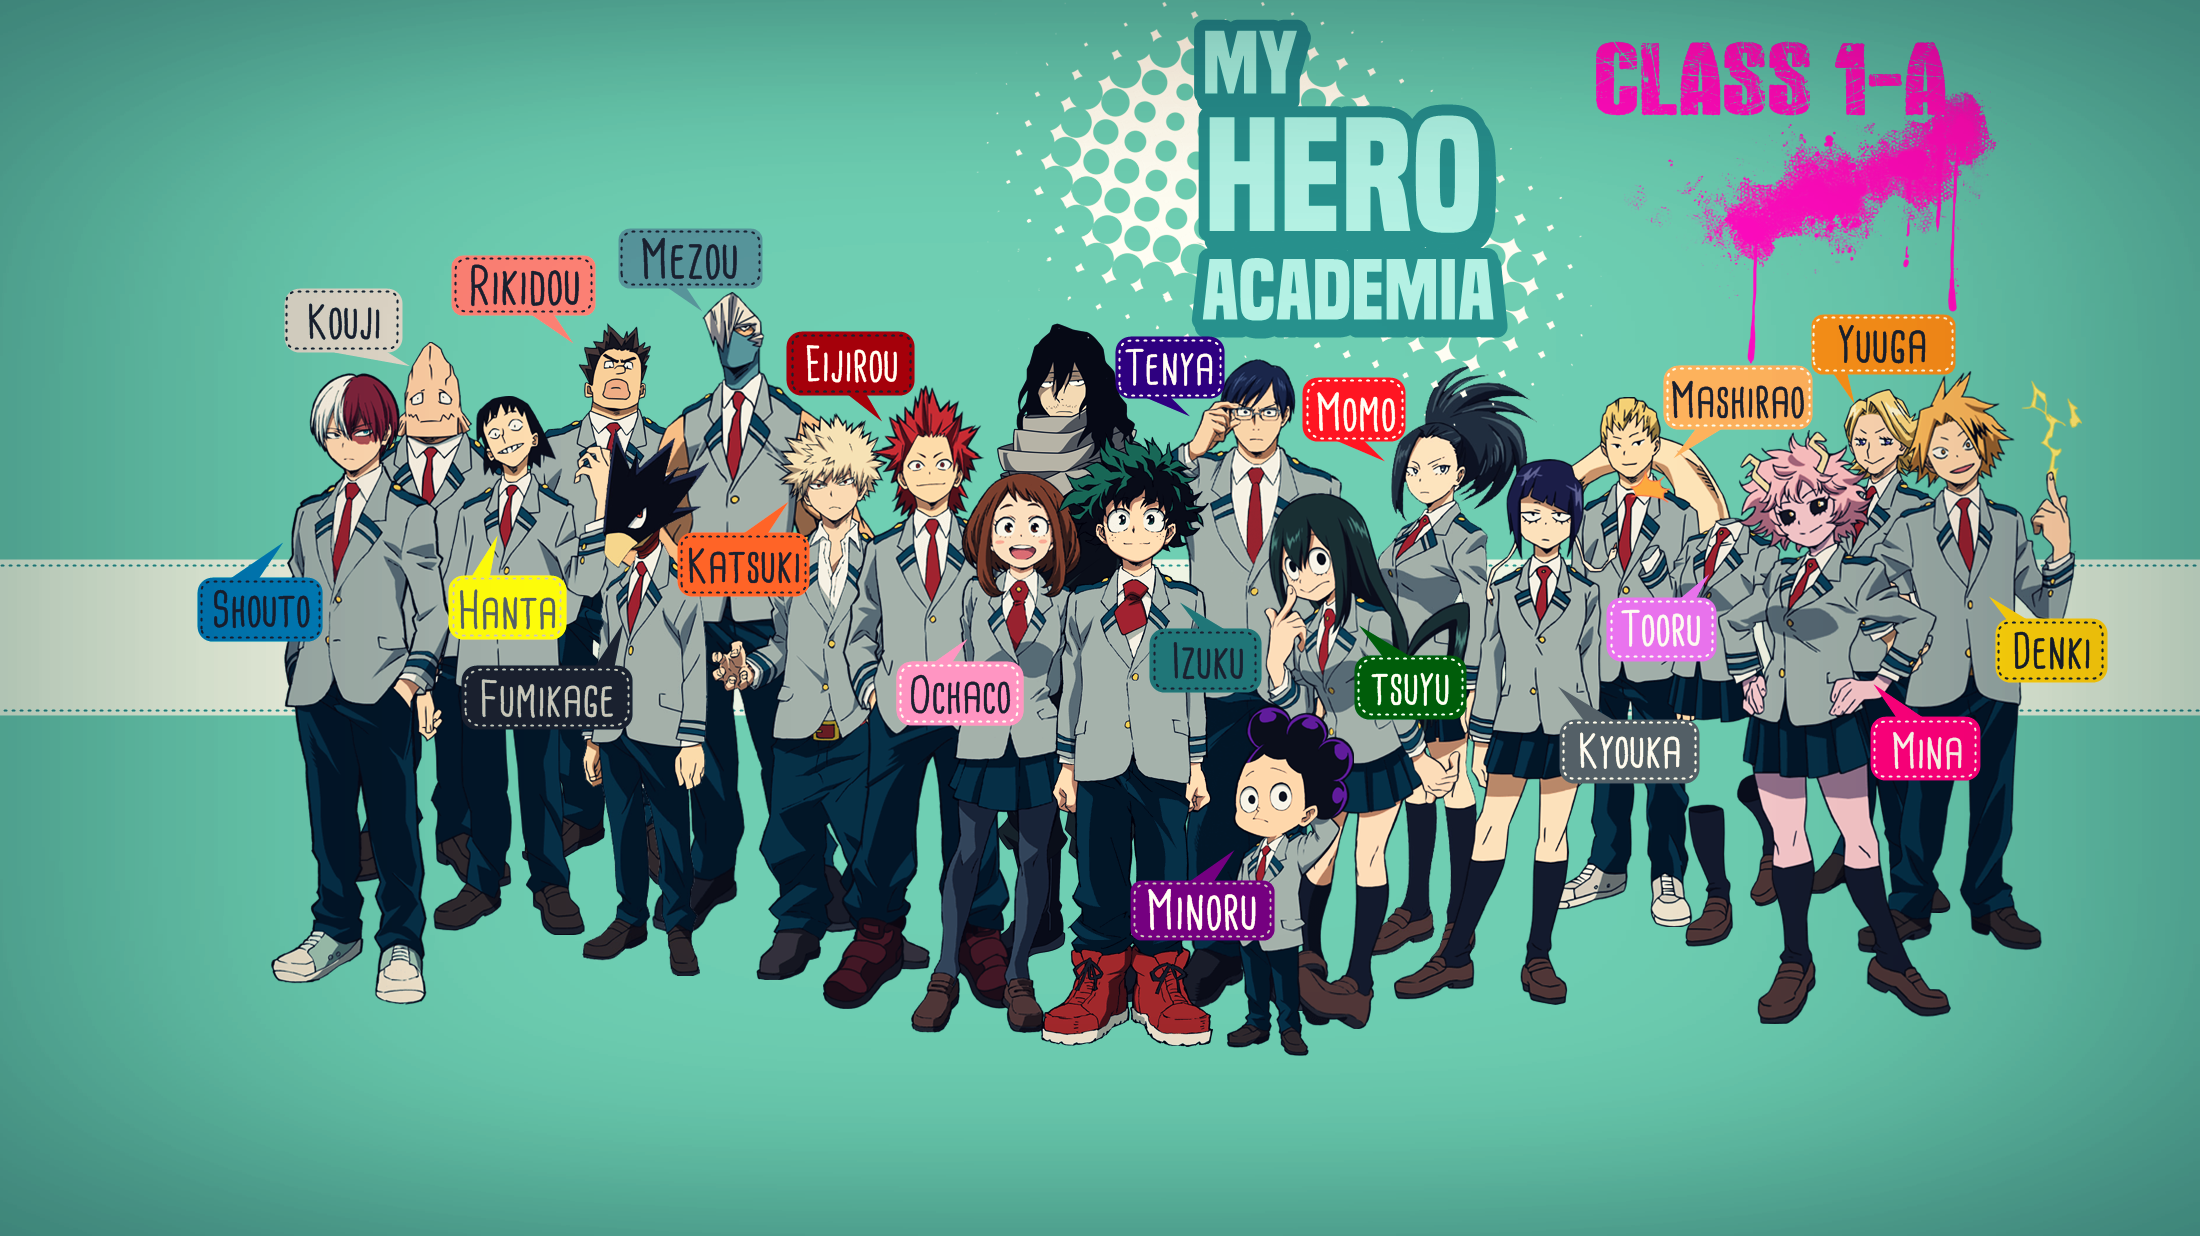 MY
HERO
ACADEMIA
CLASS 1-A
KOUJI
RIKIDOU
MEZOU
EIJIROU
TENYA
MOMO
MASHIRAO
YUUGA
SHOUTO
HANTA
FUMIKAGE
KATSUKI
OCHACO
IZUKU
TSUYU
MINORU
KYOUKA
TOORU
MINA
DENKI